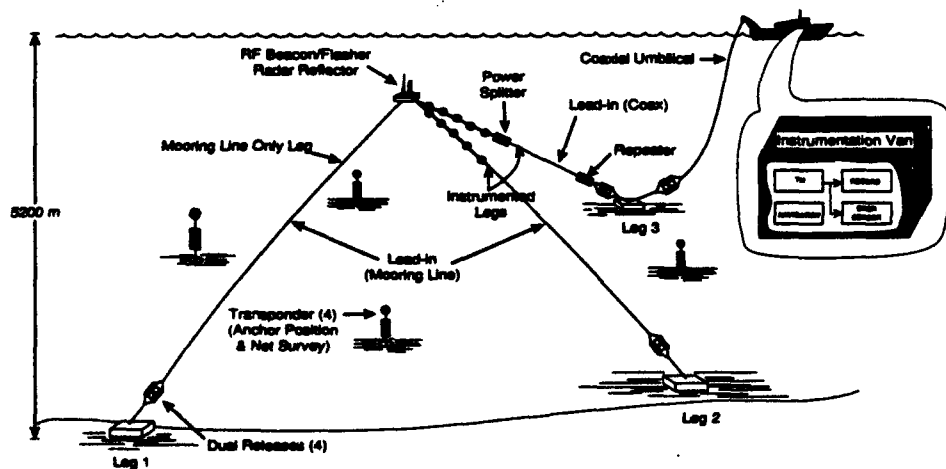 RF Beacon/Flasher
Radar Reflector
Coaxial Umbilical
Power
Splitter
Lead-in (Coax)
Mooring Line Only Leg
Repeater
Instrumentation Van
5200 m
Instrumented
Legs
Leg 3
Lead-in
(Mooring Line)
Transponder (4)
(Anchor Position
& Net Survey)
Leg 2
Dual Releases (4)
Leg 1